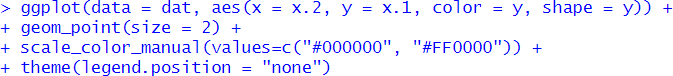 > ggplot(data = dat, aes(x = x.2, y = x.1, color = y, shape = y)) +
+ geom_point(size = 2) +
+ scale_color_manual(values=c("#000000", "#FF0000")) +
+ theme(legend.position = "none")